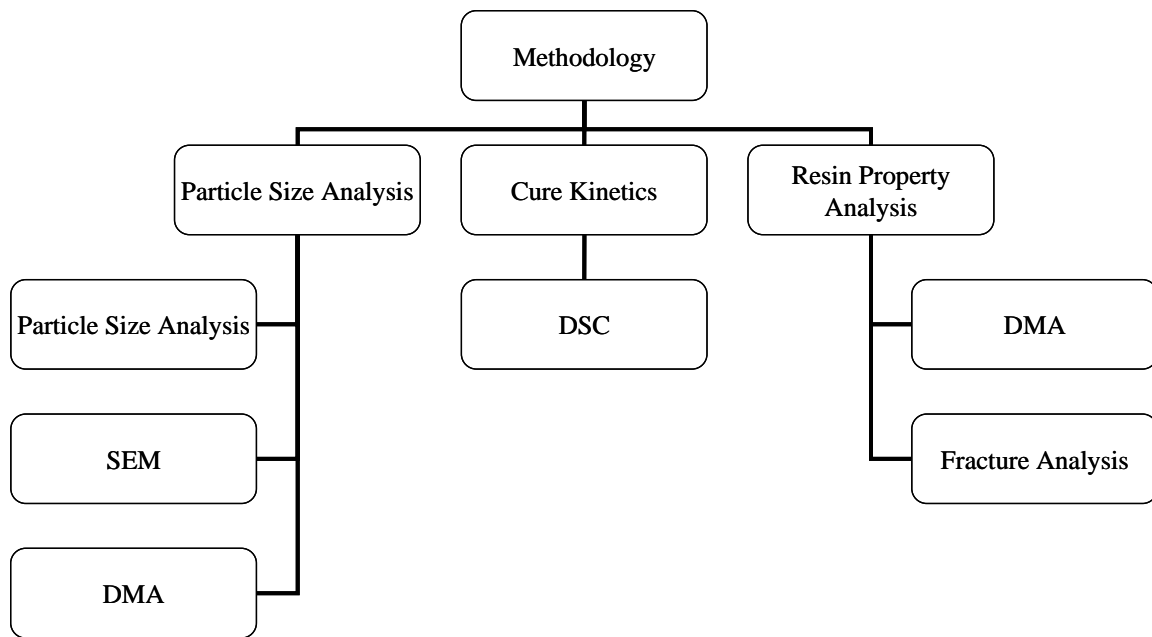 Methodology
Particle Size Analysis
Cure Kinetics
Resin Property
Analysis
Particle Size Analysis
DSC
DMA
SEM
Fracture Analysis
DMA